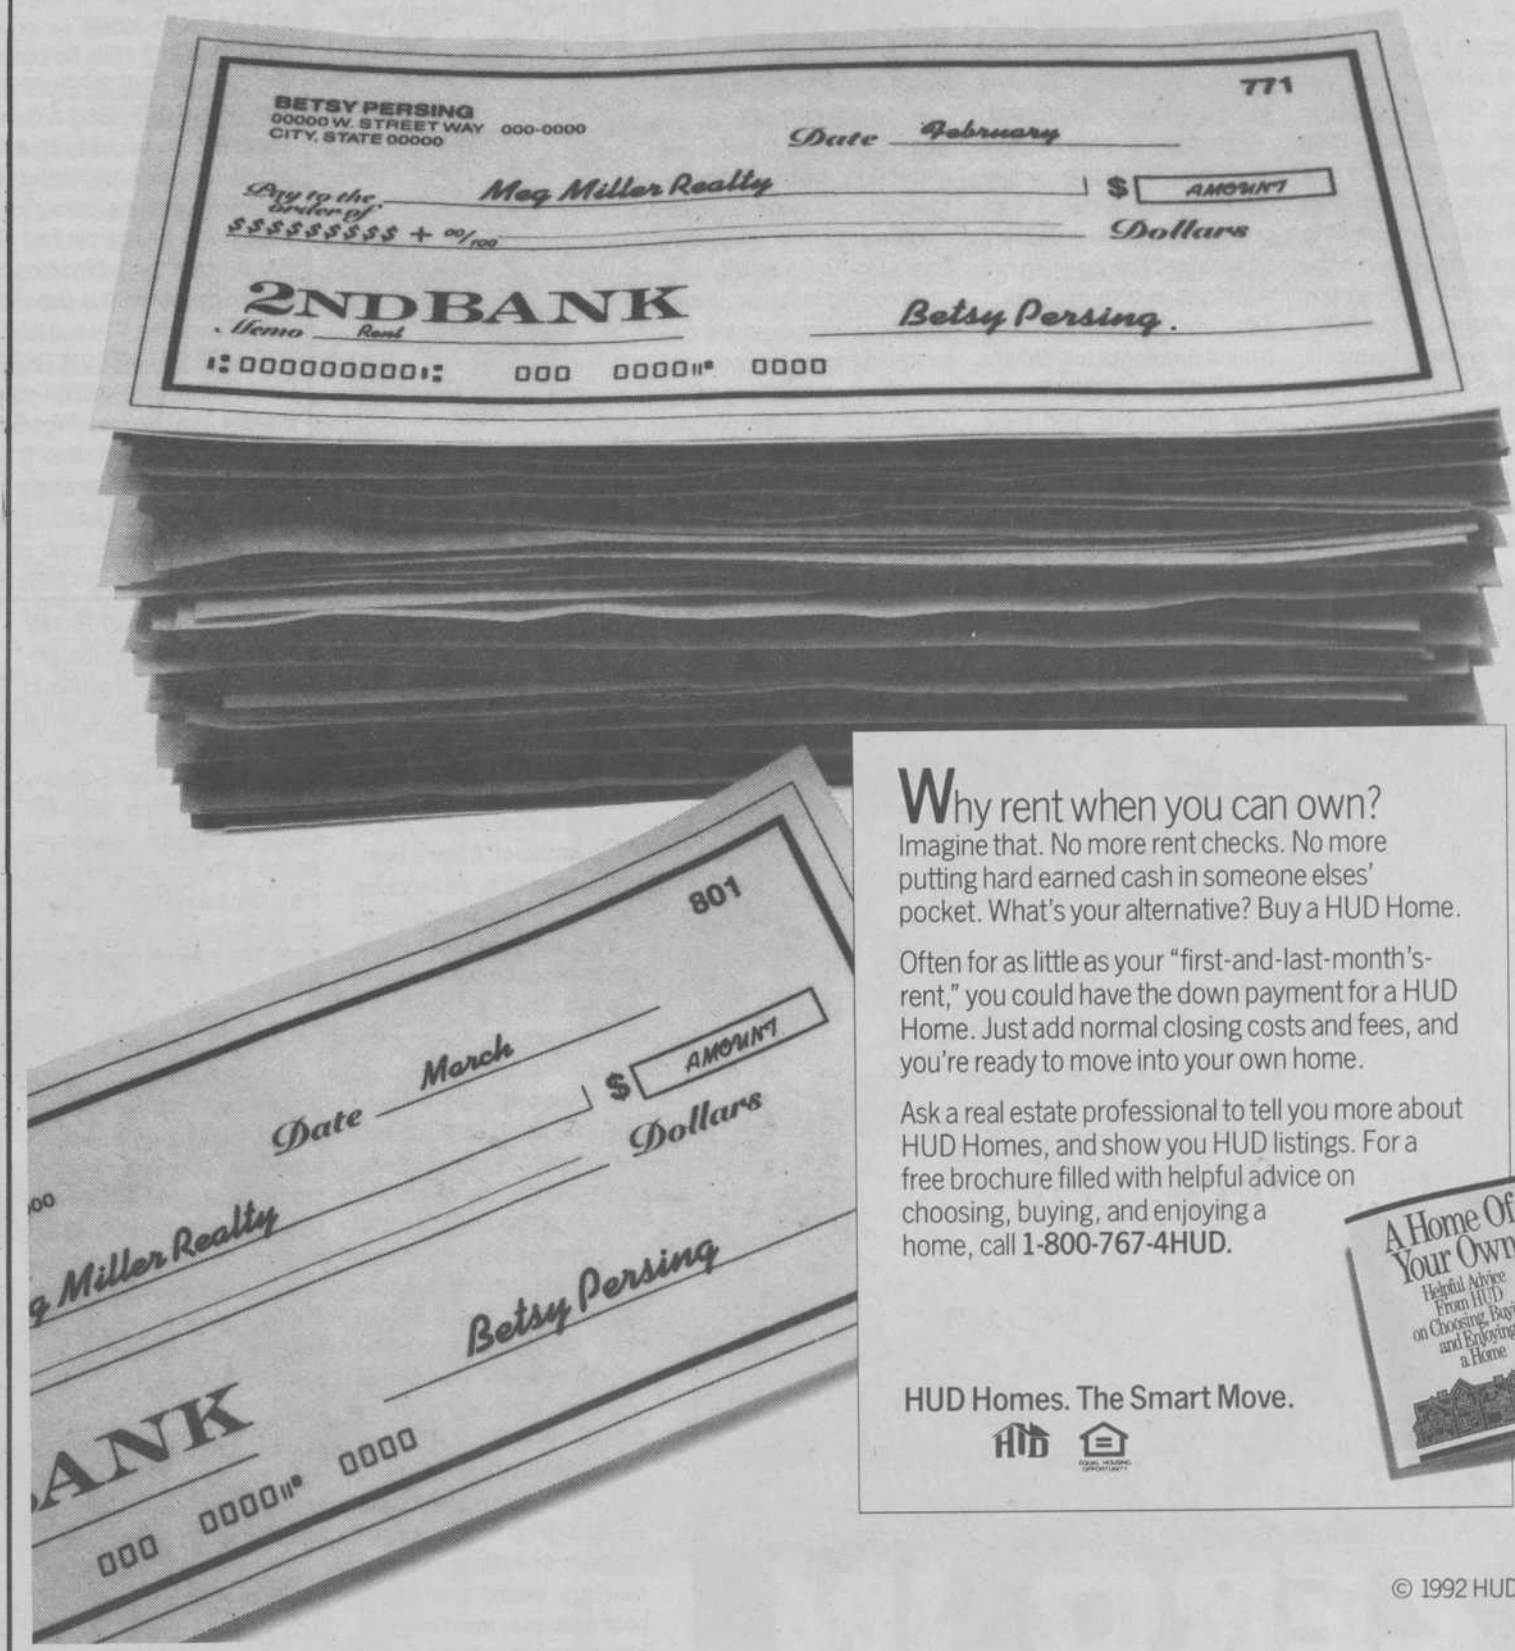 771
BETSY PERSING
00000 W. STREET WAY 000-0000
CITY, STATE 00000
Date February
Pay to the order of Meg Miller Realty $ AMOUNT
$$$$$$$$$ + 00/100 Dollars
2NDBANK
Memo Rent Betsy Persing.
⑆000000000⑆ 000 0000⑈ 0000
801
Date March
$ AMOUNT
Dollars
00
g Miller Realty
Betsy Persing
BANK
000 0000⑈ 0000
Why rent when you can own?
Imagine that. No more rent checks. No more
putting hard earned cash in someone elses'
pocket. What's your alternative? Buy a HUD Home.
Often for as little as your "first-and-last-month's-
rent," you could have the down payment for a HUD
Home. Just add normal closing costs and fees, and
you're ready to move into your own home.
Ask a real estate professional to tell you more about
HUD Homes, and show you HUD listings. For a
free brochure filled with helpful advice on
choosing, buying, and enjoying a
home, call 1-800-767-4HUD.
A Home Of
Your Own
Helpful Advice
From HUD
on Choosing, Buyi
and Enjoying
a Home
HUD Homes. The Smart Move.
HUD
EQUAL HOUSING
OPPORTUNITY
© 1992 HUD